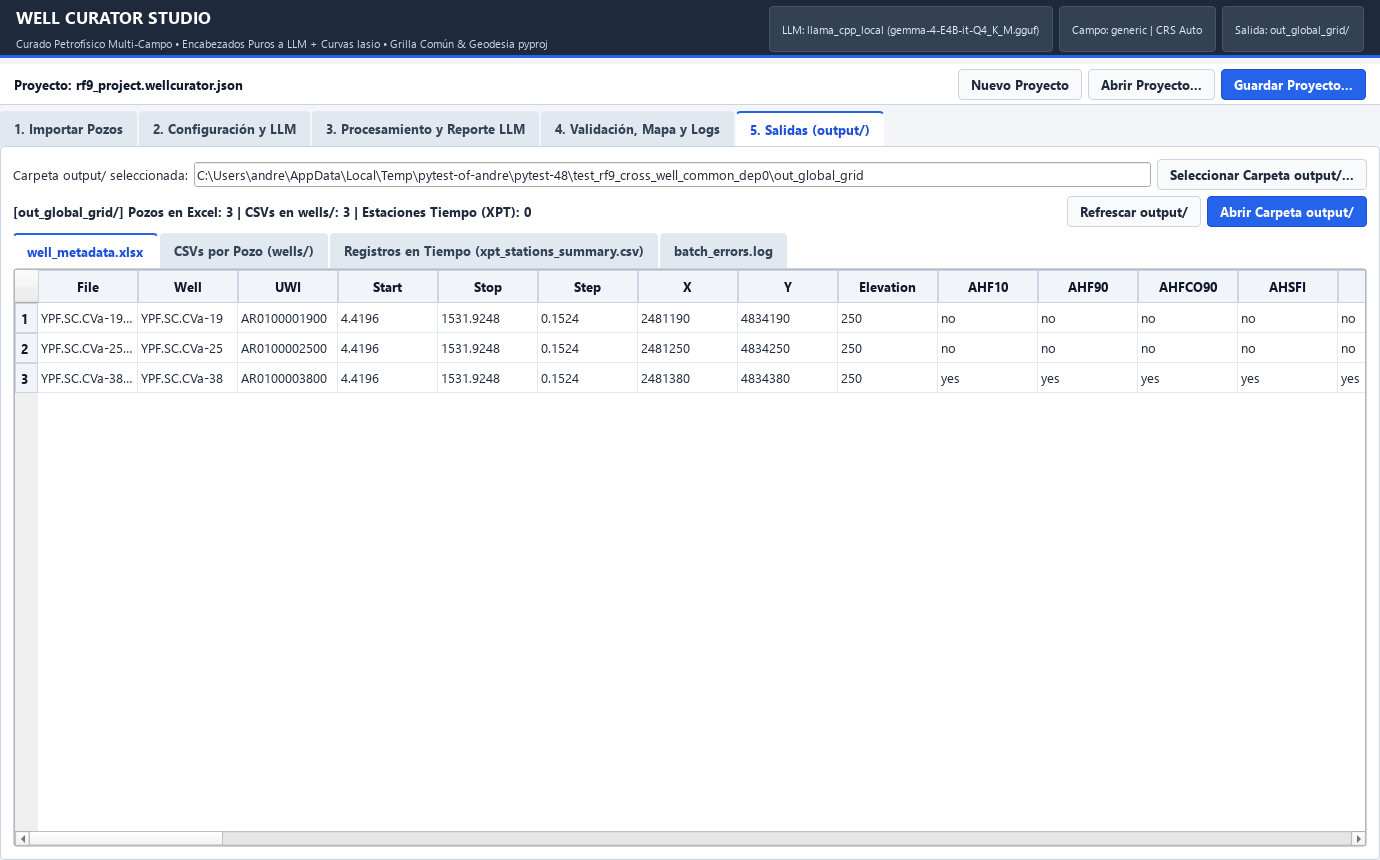 WELL CURATOR STUDIO
Curado Petrofísico Multi-Campo • Encabezados Puros a LLM + Curvas lasio • Grilla Común & Geodesia pyproj
LLM: llama_cpp_local (gemma-4-E4B-it-Q4_K_M.gguf)
Campo: generic | CRS Auto
Salida: out_global_grid/
Proyecto: rf9_project.wellcurator.json
Nuevo Proyecto
Abrir Proyecto...
Guardar Proyecto...
1. Importar Pozos
2. Configuración y LLM
3. Procesamiento y Reporte LLM
4. Validación, Mapa y Logs
5. Salidas (output/)
Carpeta output/ seleccionada: C:\Users\andre\AppData\Local\Temp\pytest-of-andre\pytest-48\test_rf9_cross_well_common_dep0\out_global_grid
Seleccionar Carpeta output/...
[out_global_grid/] Pozos en Excel: 3 | CSVs en wells/: 3 | Estaciones Tiempo (XPT): 0
Refrescar output/
Abrir Carpeta output/
well_metadata.xlsx
CSVs por Pozo (wells/)
Registros en Tiempo (xpt_stations_summary.csv)
batch_errors.log
File Well UWI Start Stop Step X Y Elevation AHF10 AHF90 AHFCO90 AHSFI
1 YPF.SC.CVa-19... YPF.SC.CVa-19 AR0100001900 4.4196 1531.9248 0.1524 2481190 4834190 250 no no no no no
2 YPF.SC.CVa-25... YPF.SC.CVa-25 AR0100002500 4.4196 1531.9248 0.1524 2481250 4834250 250 no no no no no
3 YPF.SC.CVa-38... YPF.SC.CVa-38 AR0100003800 4.4196 1531.9248 0.1524 2481380 4834380 250 yes yes yes yes yes